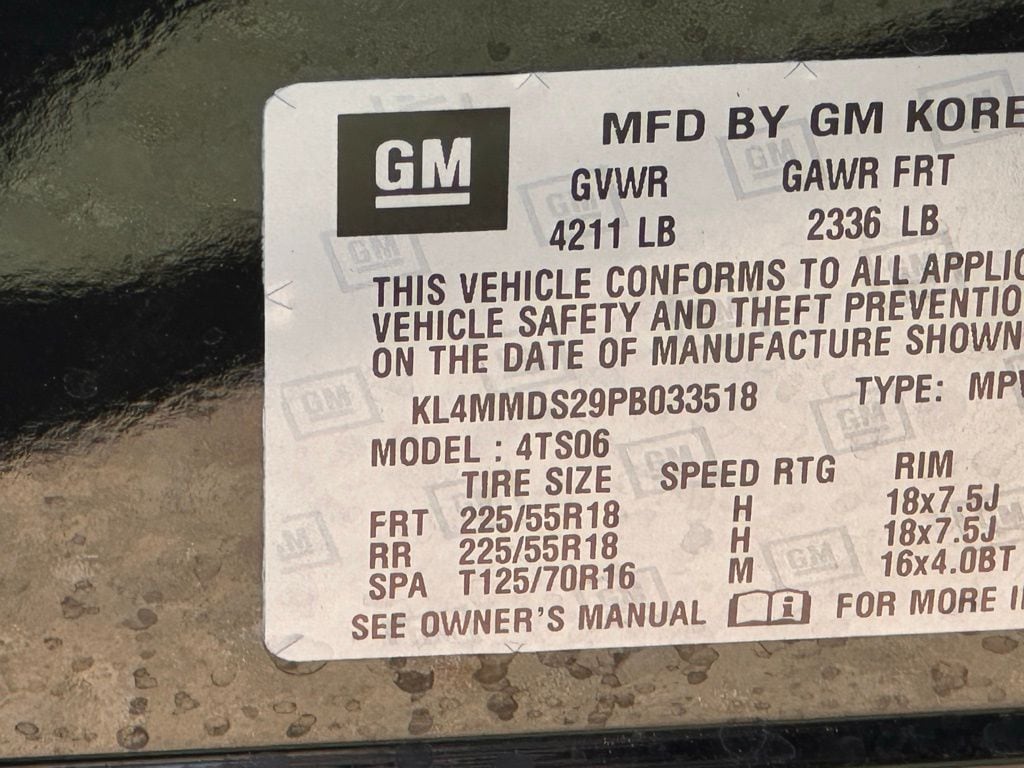 GM
MFD BY GM KORE
GVWR GAWR FRT
4211 LB 2336 LB
THIS VEHICLE CONFORMS TO ALL APPLIC
VEHICLE SAFETY AND THEFT PREVENTIO
ON THE DATE OF MANUFACTURE SHOWN
KL4MMDS29PB033518 TYPE: MP
MODEL : 4TS06
TIRE SIZE SPEED RTG RIM
FRT 225/55R18 H 18x7.5J
RR 225/55R18 H 18x7.5J
SPA T125/70R16 M 16x4.0BT
SEE OWNER'S MANUAL i FOR MORE I